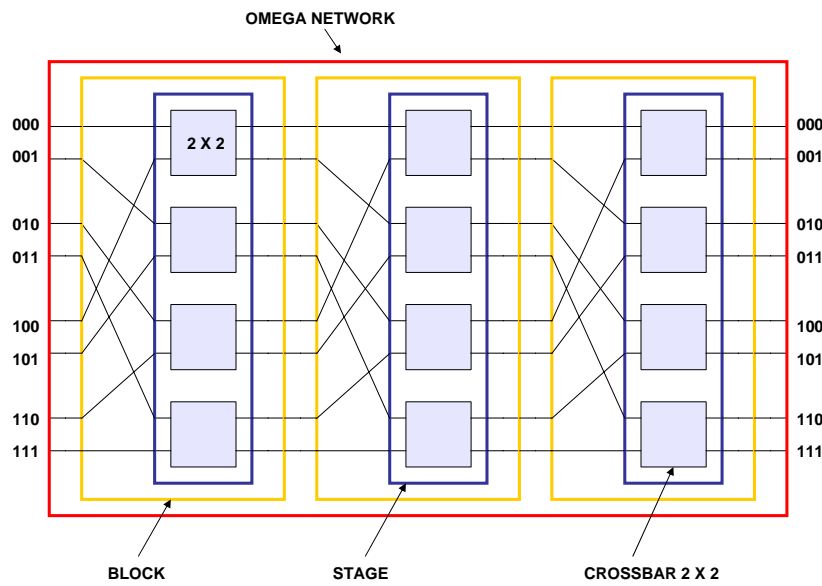 OMEGA NETWORK
000 2 X 2 000
001 001
010 010
011 011
100 100
101 101
110 110
111 111
BLOCK STAGE CROSSBAR 2 X 2